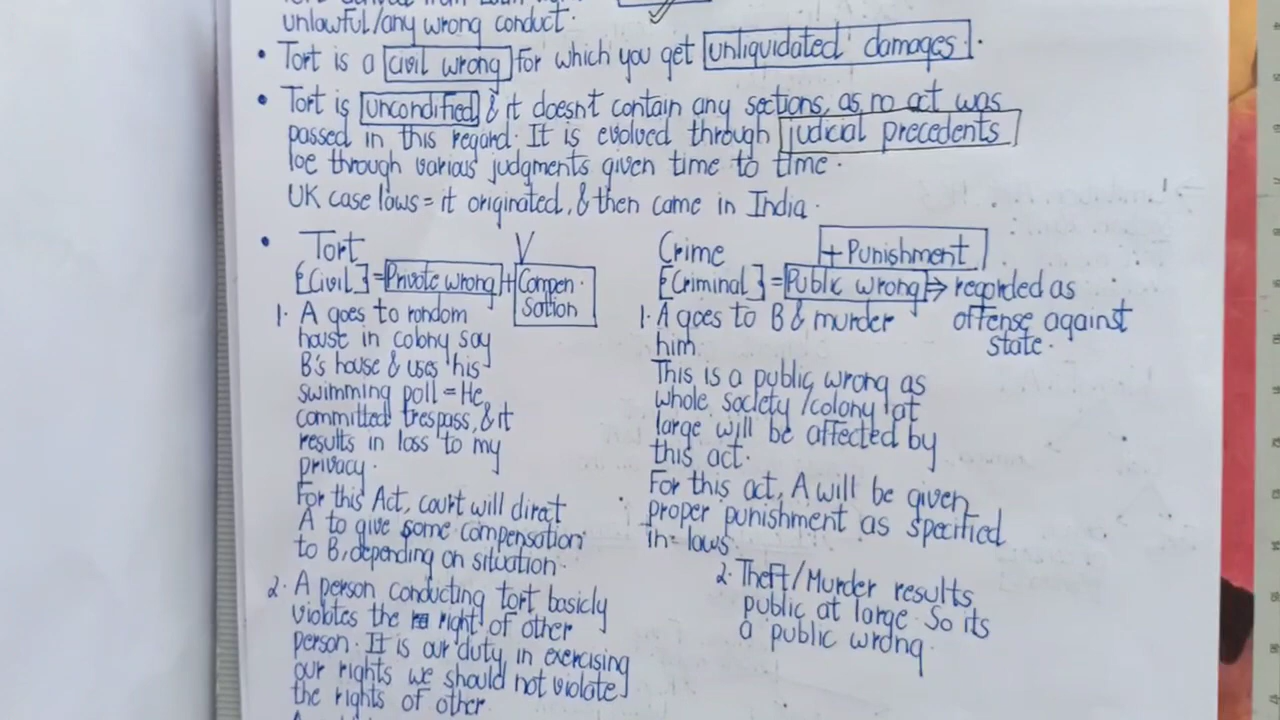 unlawful/any wrong conduct.
• Tort is a civil wrong for which you get unliquidated damages.
• Tort is uncondified & it doesn't contain any sections, as no act was
passed in this regard. It is evolved through judicial precedents
ioe through various judgments given time to time.
UK case laws = it originated, & then came in India.
• Tort V Crime + Punishment
[Civil] = Private wrong + Compen-
sation
[Criminal] = Public wrong ⇒ regarded as
offense against
state.
1. A goes to random
house in colony say
B's house & uses his
swimming poll = He
committed trespass, & it
results in loss to my
privacy.
For this Act, court will direct
A to give some compensation
to B, depending on situation.
2. A person conducting tort basicly
violates the right of other
person. It is our duty in exercising
our rights we should not violate
the rights of other
1. A goes to B & murder
him.
This is a public wrong as
whole society /colony at
large will be affected by
this act.
For this act, A will be given
proper punishment as specified
in laws
2. Theft/Murder results
public at large. So its
a public wrong.